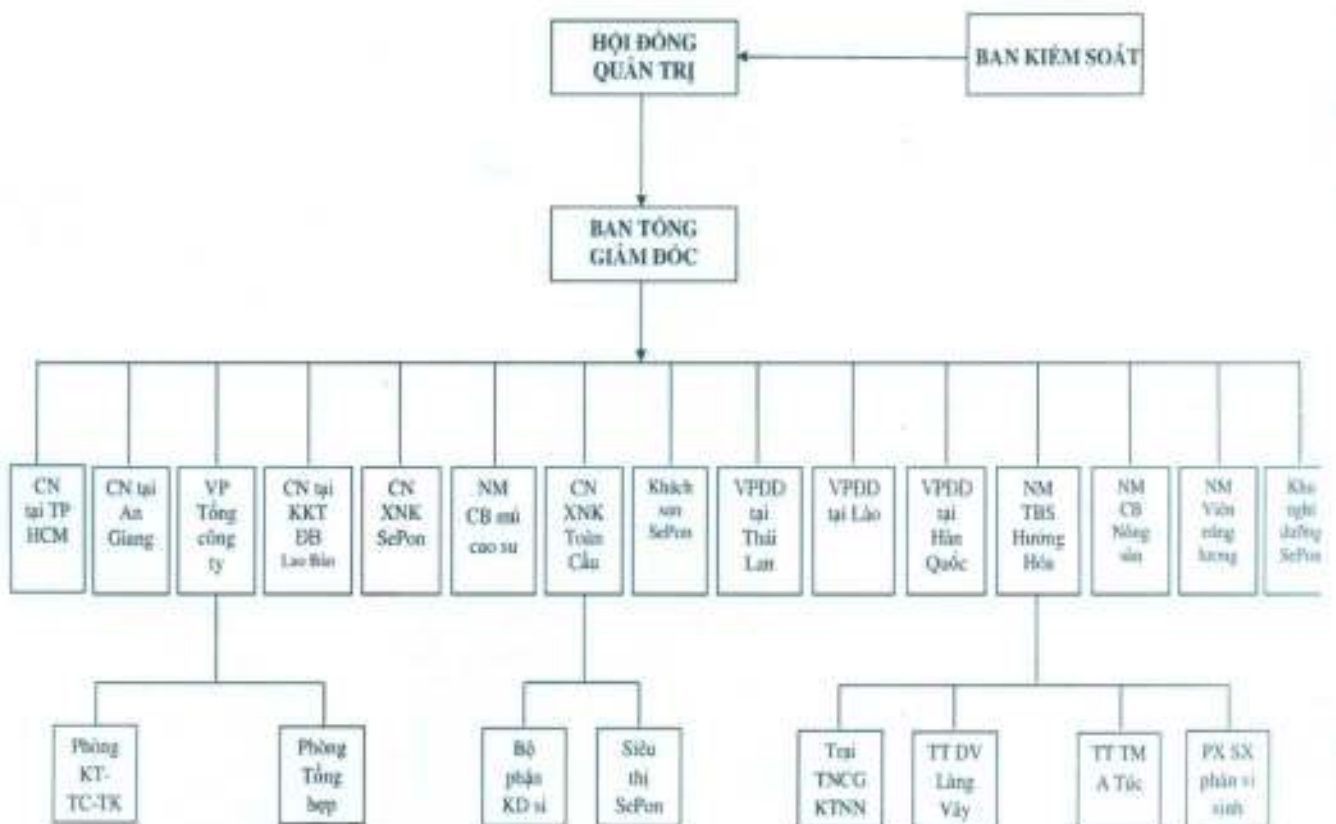 HỘI ĐỒNG
QUẢN TRỊ
BAN KIỂM SOÁT
BAN TỔNG
GIÁM ĐỐC
CN
tại TP
HCM
CN tại
An
Giang
VP
Tổng
công
ty
CN tại
KKT
ĐB
Lao Bảo
CN
XNK
SePon
NM
CB mủ
cao su
CN
XNK
Toàn
Cầu
Khách
sạn
SePon
VPĐD
tại
Thái
Lan
VPĐD
tại Lào
VPĐD
tại
Hàn
Quốc
NM
TBS
Hướng
Hóa
NM
CB
Nông
sản
NM
Viên
năng
lượng
Khu
nghỉ
dưỡng
SePon
Phòng
KT-
TC-TK
Phòng
Tổng
hợp
Bộ
phận
KD sỉ
Siêu
thị
SePon
Trại
TNCG
KTNN
TT DV
Làng
Vây
TT TM
A Túc
PX SX
phân vi
sinh